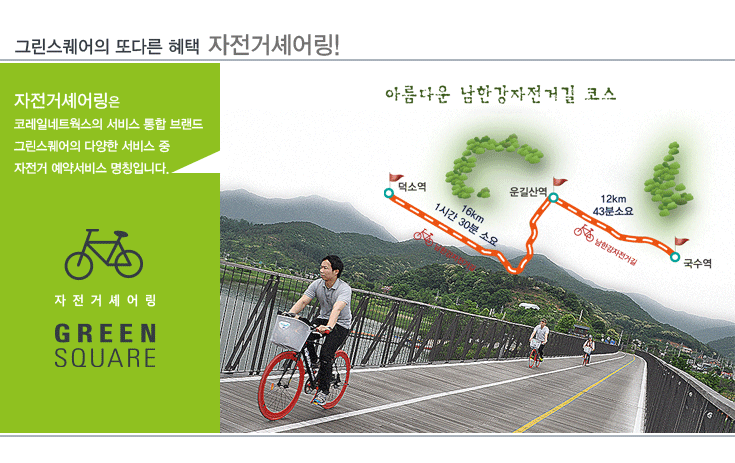 그린스퀘어의 또다른 혜택 자전거셰어링!
자전거셰어링은
코레일네트웍스의 서비스 통합 브랜드
그린스퀘어의 다양한 서비스 중
자전거 예약서비스 명칭입니다.
자전거셰어링
GREEN
SQUARE
아름다운 남한강자전거길 코스
덕소역
16km
1시간 30분 소요
운길산역
12km
43분소요
남한강자전거길
국수역